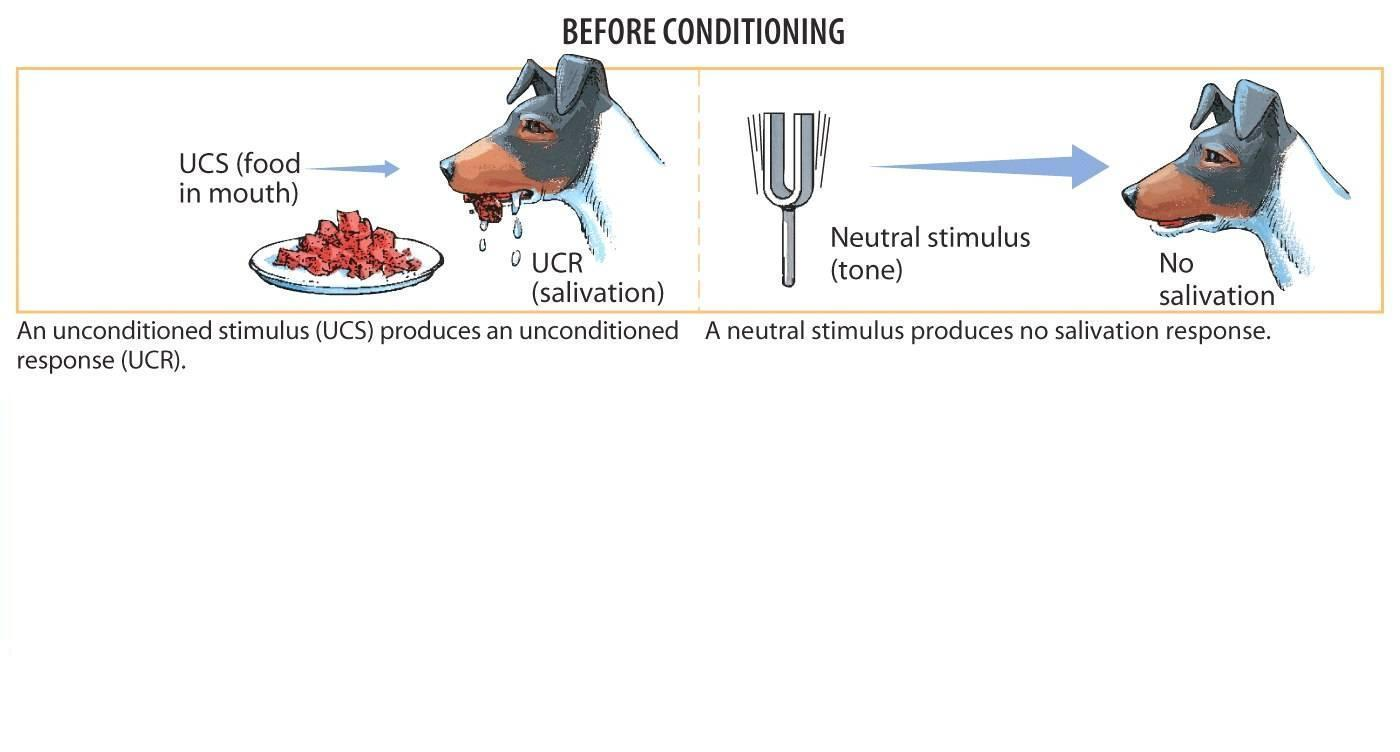 BEFORE CONDITIONING
UCS (food
in mouth)
UCR
(salivation)
Neutral stimulus
(tone)
No
salivation
An unconditioned stimulus (UCS) produces an unconditioned
response (UCR).
A neutral stimulus produces no salivation response.